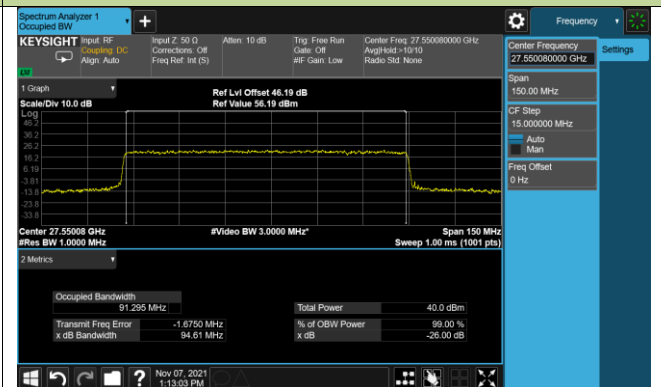 Spectrum Analyzer 1
Occupied BW
Frequency
KEYSIGHT
Input: RF
Coupling: DC
Align: Auto
Input Z: 50 Ω
Corrections: Off
Freq Ref: Int (S)
Atten: 10 dB
Trig: Free Run
Gate: Off
#IF Gain: Low
Center Freq: 27.550080000 GHz
Avg|Hold:>10/10
Radio Std: None
Center Frequency
27.550080000 GHz
Settings
Span
150.00 MHz
CF Step
15.000000 MHz
Auto
Man
Freq Offset
0 Hz
1 Graph
Scale/Div 10.0 dB
Ref Lvl Offset 46.19 dB
Ref Value 56.19 dBm
Log
46.2
36.2
26.2
16.2
6.19
-3.81
-13.8
-23.8
-33.8
Center 27.55008 GHz
#Res BW 1.0000 MHz
#Video BW 3.0000 MHz*
Span 150 MHz
Sweep 1.00 ms (1001 pts)
2 Metrics
Occupied Bandwidth
91.295 MHz
Total Power 40.0 dBm
Transmit Freq Error -1.6750 MHz
% of OBW Power 99.00 %
x dB Bandwidth 94.61 MHz
x dB -26.00 dB
Nov 07, 2021
1:13:03 PM